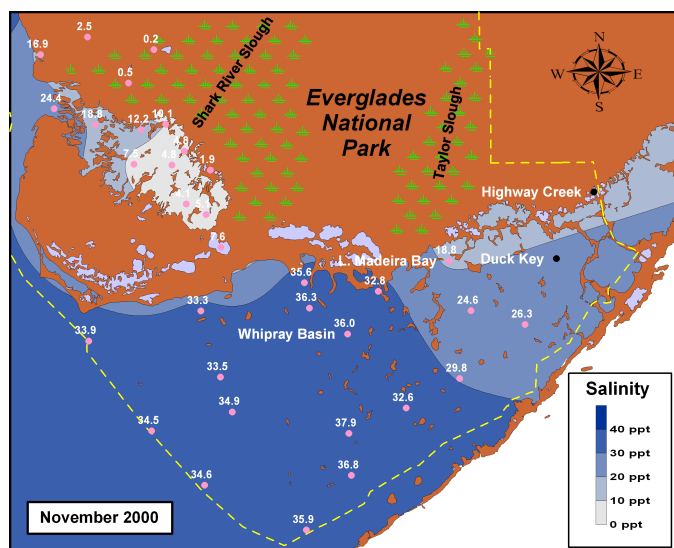 2.5
0.2
16.9
0.5
24.4
18.8
12.2
10.1
7.5
4.8
1.9
7.6
Shark River Slough
Everglades
National
Park
Taylor Slough
N
W E
S
Highway Creek
L. Madeira Bay
18.8
Duck Key
35.6
32.8
33.3
36.3
24.6
26.3
Whipray Basin
36.0
33.9
33.5
29.8
34.9
32.6
34.5
37.9
34.6
36.8
35.9
Salinity
40 ppt
30 ppt
20 ppt
10 ppt
0 ppt
November 2000